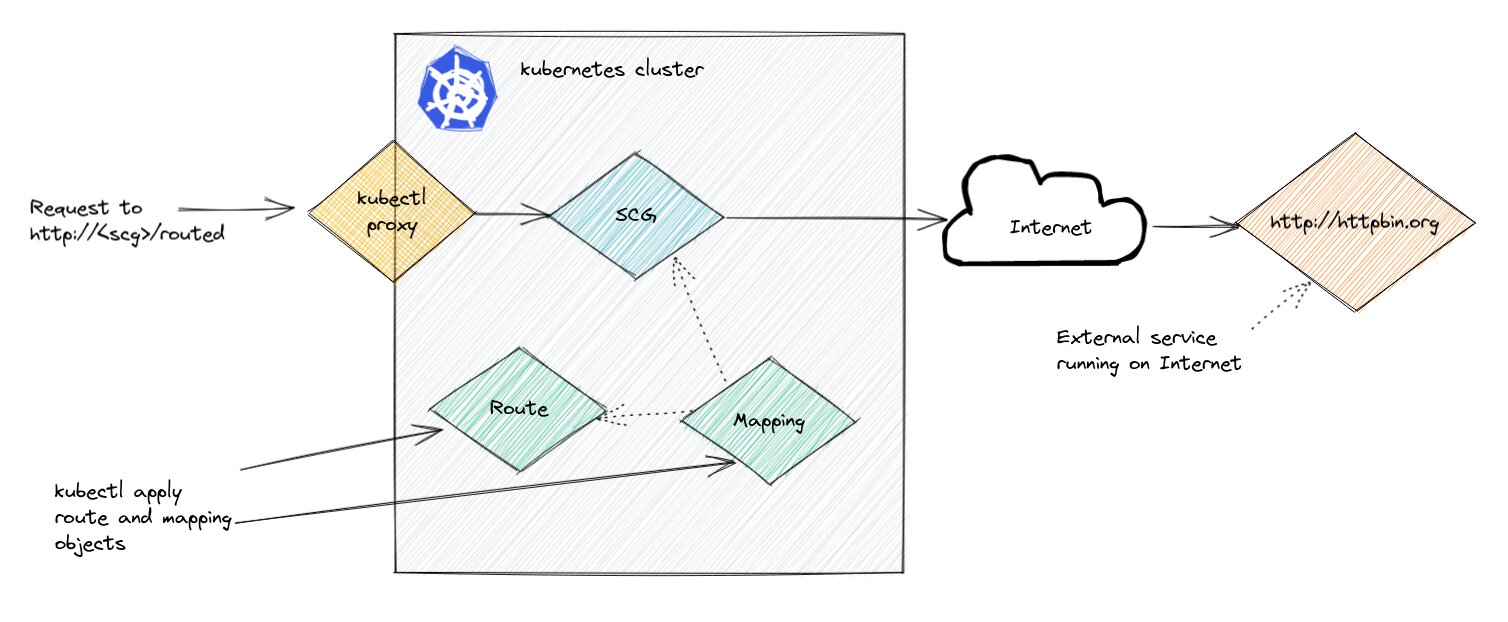 kubernetes cluster
Request to
http://<scg>/routed
kubectl
proxy
SCG
Internet
http://httpbin.org
External service
running on Internet
Route
Mapping
kubectl apply
route and mapping
objects